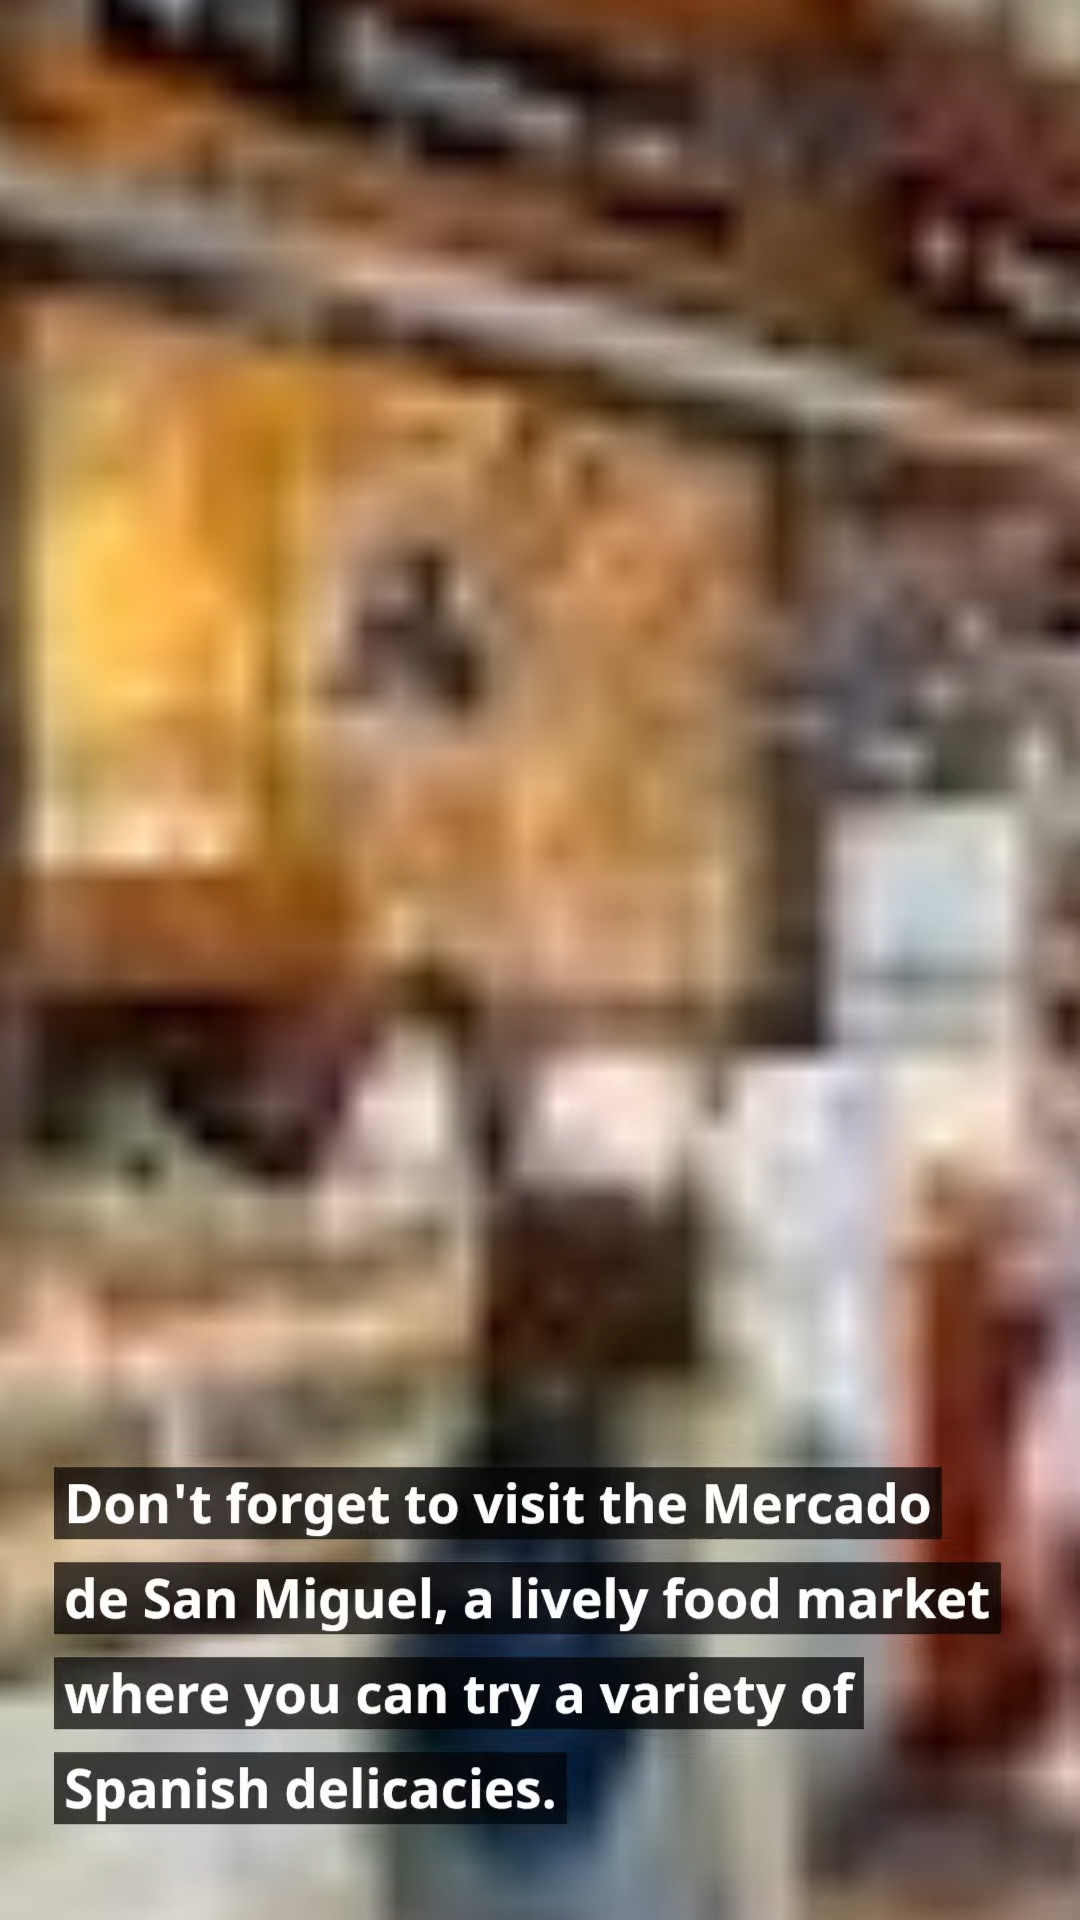 Don't forget to visit the Mercado
de San Miguel, a lively food market
where you can try a variety of
Spanish delicacies.